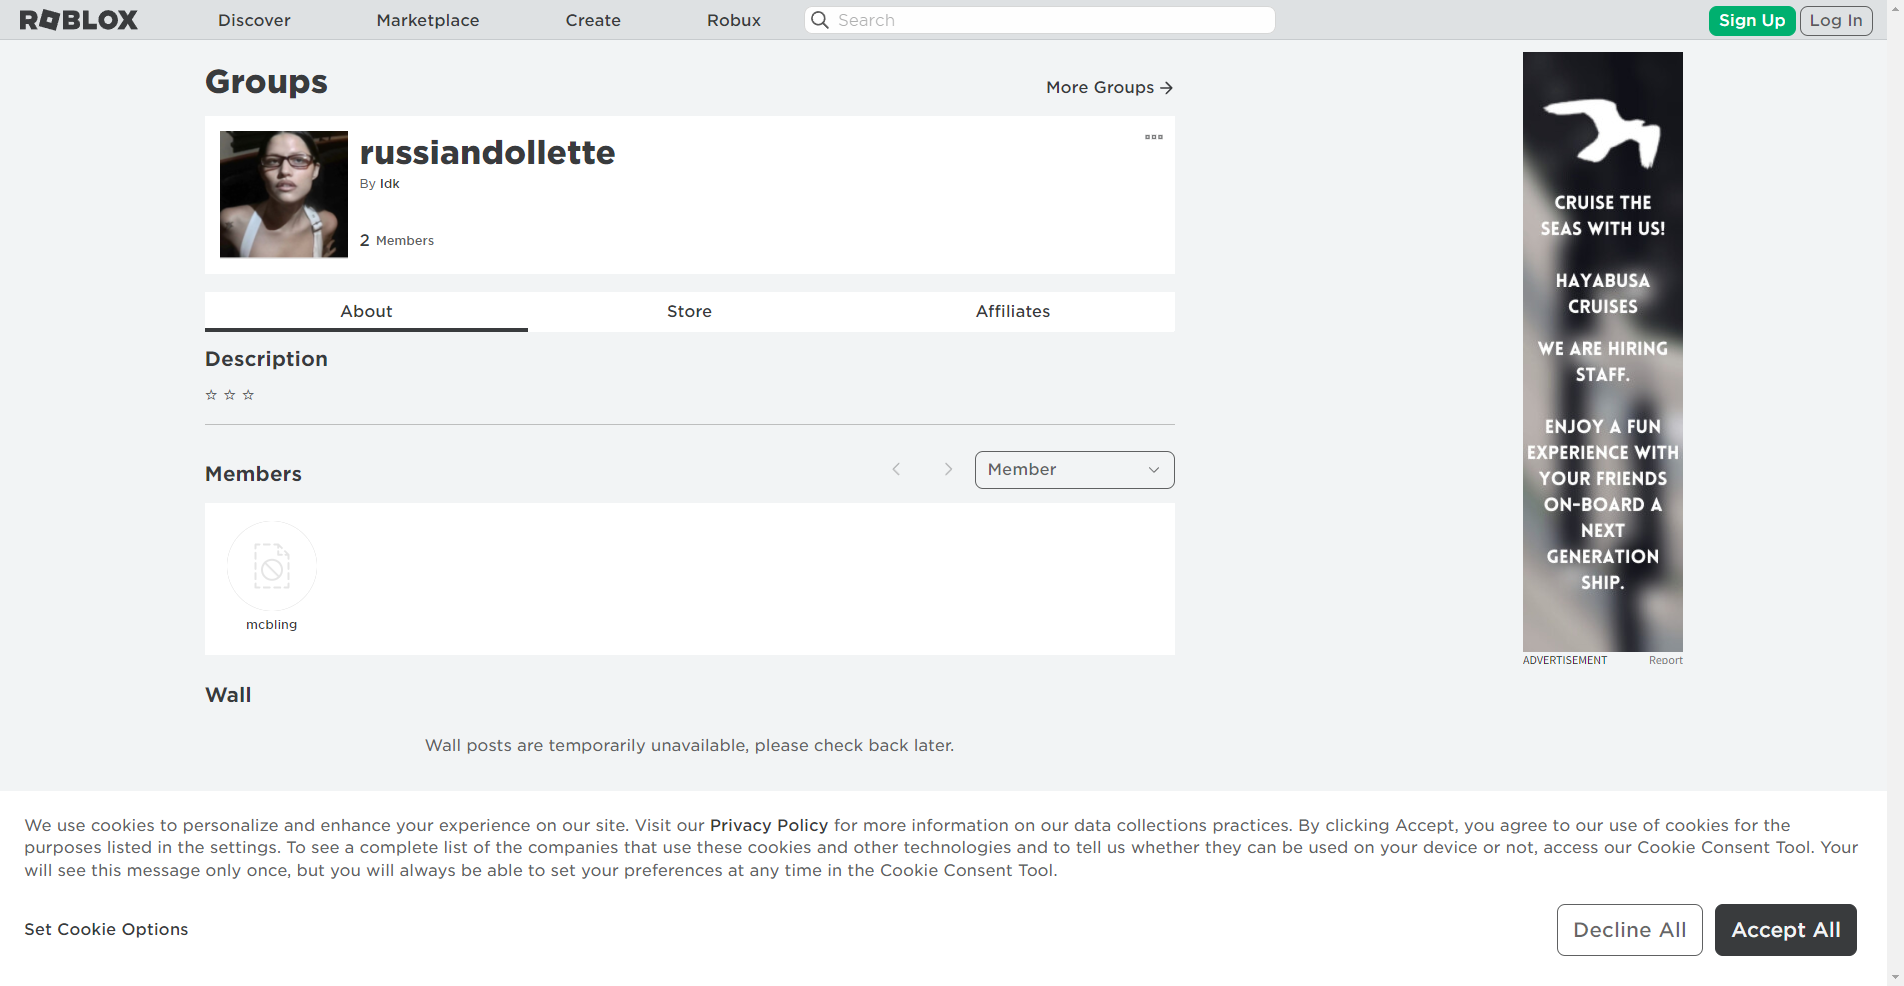 ROBLOX
Discover
Marketplace
Create
Robux
Search
Sign Up
Log In
Groups
More Groups →
russiandollette
By Idk
2 Members
About
Store
Affiliates
Description
☆ ☆ ☆
Members
Member
mcbling
Wall
Wall posts are temporarily unavailable, please check back later.
CRUISE THE
SEAS WITH US!
HAYABUSA
CRUISES
WE ARE HIRING
STAFF.
ENJOY A FUN
EXPERIENCE WITH
YOUR FRIENDS
ON-BOARD A
NEXT
GENERATION
SHIP.
ADVERTISEMENT
Report
We use cookies to personalize and enhance your experience on our site. Visit our Privacy Policy for more information on our data collections practices. By clicking Accept, you agree to our use of cookies for the
purposes listed in the settings. To see a complete list of the companies that use these cookies and other technologies and to tell us whether they can be used on your device or not, access our Cookie Consent Tool. Your
will see this message only once, but you will always be able to set your preferences at any time in the Cookie Consent Tool.
Set Cookie Options
Decline All
Accept All